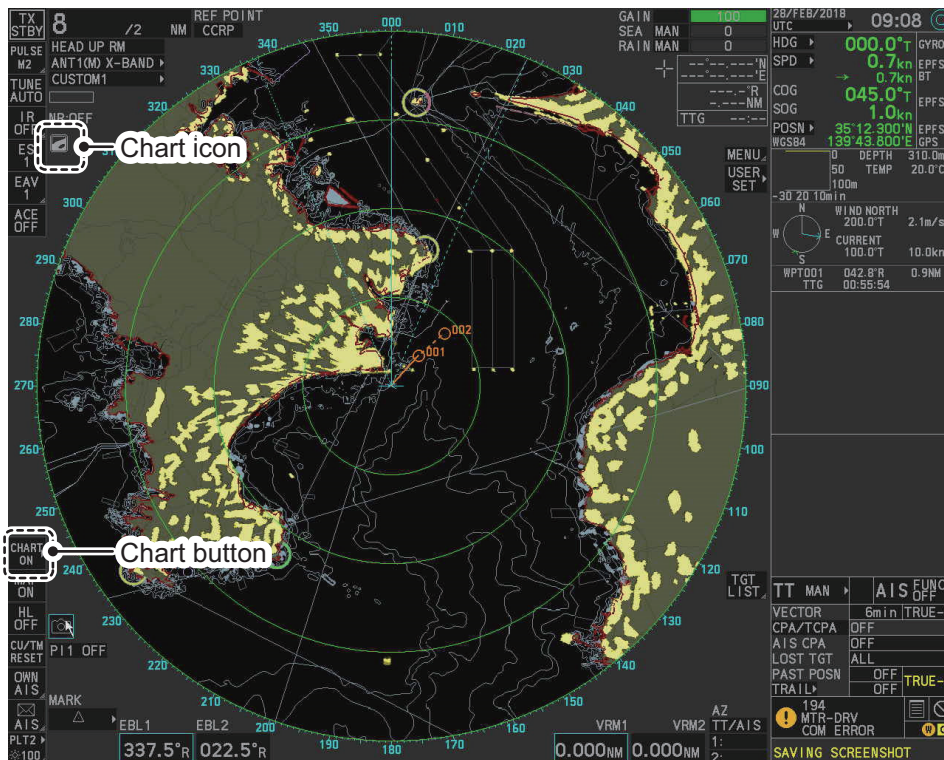 TX STBY
8 /2 NM
REF POINT
CCRP
PULSE M2
HEAD UP RM
ANT1(M) X-BAND
CUSTOM1
TUNE AUTO
NR:OFF
IR OFF
ES 1
EAV 1
ACE OFF
Chart icon
GAIN 100
SEA MAN 0
RAIN MAN 0
--°--.---'N
---°--.---'E
---.-°R
-.---NM
TTG --:--
MENU
USER SET
28/FEB/2018
UTC 09:08
HDG 000.0°T GYRO
SPD 0.7kn EPFS
→ 0.7kn BT
COG 045.0°T EPFS
SOG 1.0kn EPFS
POSN 35°12.300'N EPFS
WGS84 139°43.800'E GPS
0 DEPTH 310.0m
50 TEMP 20.0°C
100m
-30 20 10min
N
W E
S
WIND NORTH
200.0°T 2.1m/s
CURRENT
100.0°T 10.0kn
WPT001 042.8°R 0.9NM
TTG 00:55:54
000
010
020
030
040
050
060
070
080
090
100
110
120
130
140
150
160
170
180
190
200
210
220
230
240
250
260
270
280
290
300
310
320
330
340
350
001
002
CHART ON
Chart button
MAP ON
HL OFF
CU/TM RESET
PI1 OFF
OWN AIS
AIS
PLT2
100
MARK
EBL1 EBL2
337.5°R 022.5°R
VRM1 VRM2
0.000NM 0.000NM
AZ
TT/AIS
1:
2:
TGT LIST
TT MAN AIS FUNC OFF
VECTOR 6min TRUE-
CPA/TCPA OFF
AIS CPA OFF
LOST TGT ALL
PAST POSN OFF TRUE-
TRAIL OFF
194
MTR-DRV
COM ERROR
W
SAVING SCREENSHOT